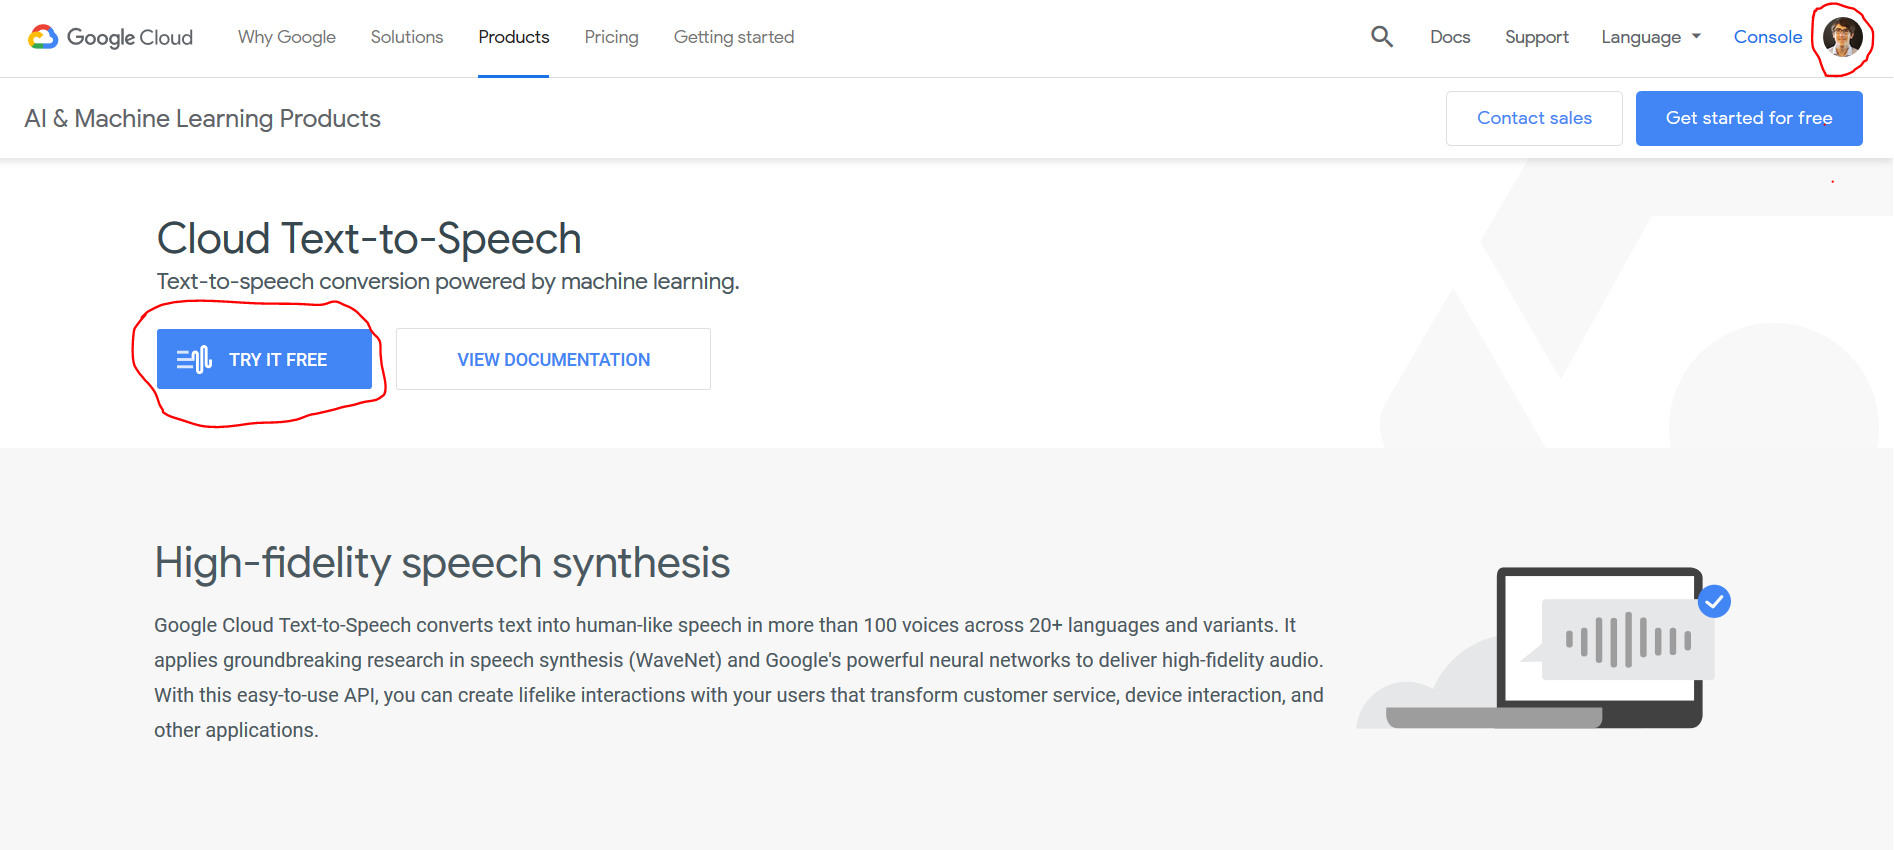 Google Cloud
Why Google
Solutions
Products
Pricing
Getting started
Docs
Support
Language
Console
AI & Machine Learning Products
Contact sales
Get started for free
Cloud Text-to-Speech
Text-to-speech conversion powered by machine learning.
TRY IT FREE
VIEW DOCUMENTATION
High-fidelity speech synthesis
Google Cloud Text-to-Speech converts text into human-like speech in more than 100 voices across 20+ languages and variants. It
applies groundbreaking research in speech synthesis (WaveNet) and Google's powerful neural networks to deliver high-fidelity audio.
With this easy-to-use API, you can create lifelike interactions with your users that transform customer service, device interaction, and
other applications.